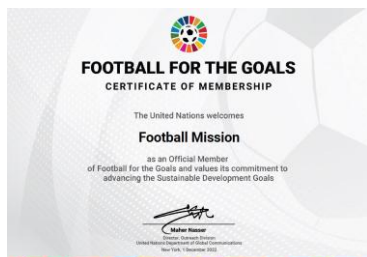 FOOTBALL FOR THE GOALS
CERTIFICATE OF MEMBERSHIP
The United Nations welcomes
Football Mission
as an Official Member
of Football for the Goals and values its commitment to
advancing the Sustainable Development Goals
Maher Nasser
Director, Outreach Division
United Nations Department of Global Communications
New York, 1 December 2022